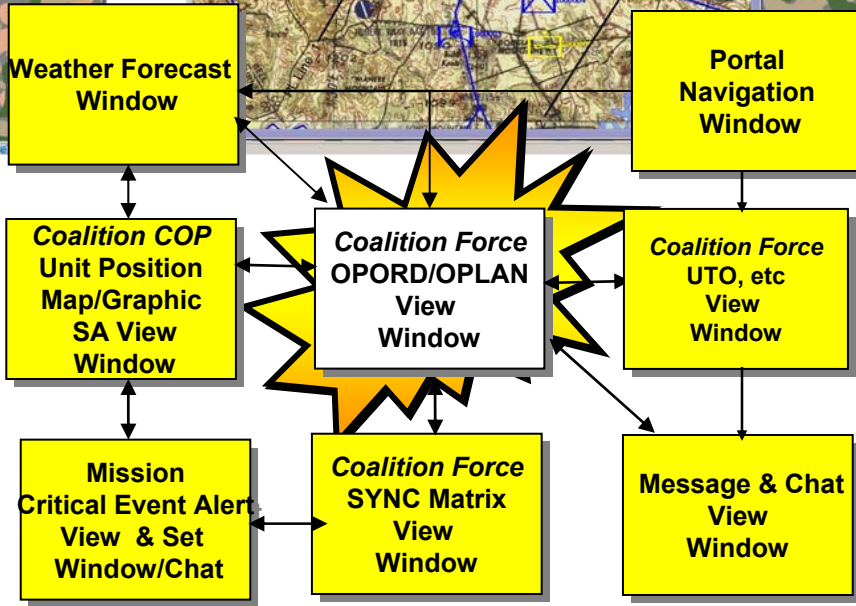 Weather Forecast
Window
Portal
Navigation
Window
Coalition COP
Unit Position
Map/Graphic
SA View
Window
Coalition Force
OPORD/OPLAN
View
Window
Coalition Force
UTO, etc
View
Window
Mission
Critical Event Alert
View & Set
Window/Chat
Coalition Force
SYNC Matrix
View
Window
Message & Chat
View
Window